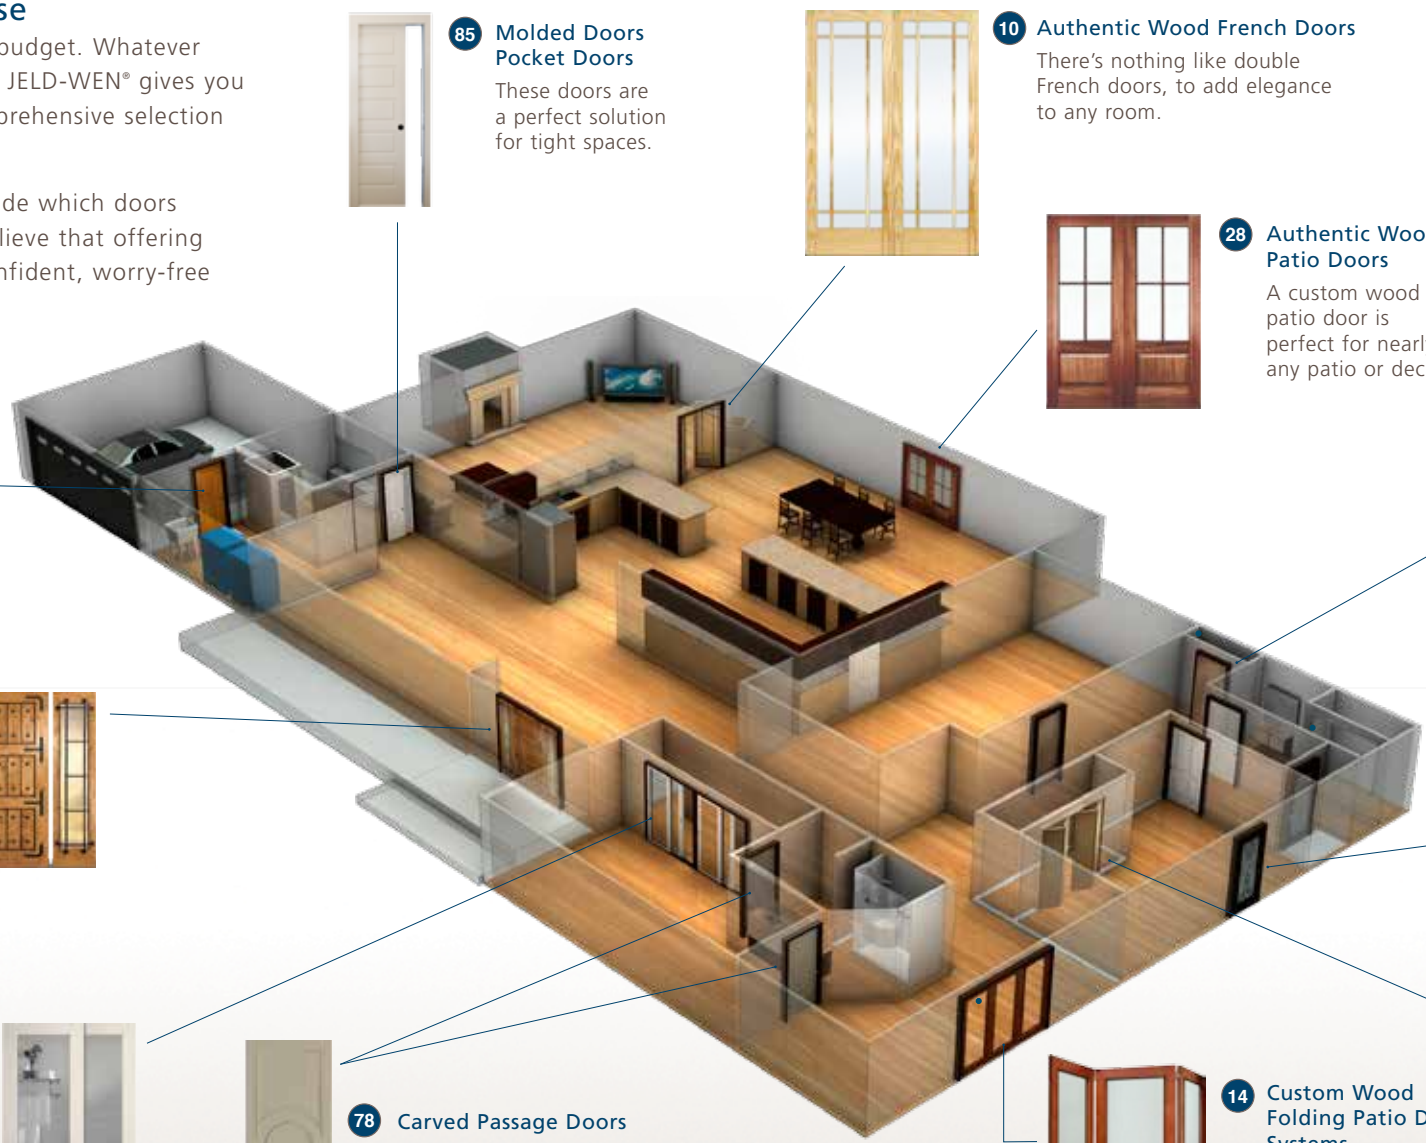 se
budget. Whatever
JELD-WEN® gives you
prehensive selection
de which doors
lieve that offering
nfident, worry-free
85 Molded Doors
Pocket Doors
These doors are
a perfect solution
for tight spaces.
10 Authentic Wood French Doors
There's nothing like double
French doors, to add elegance
to any room.
28 Authentic Woo
Patio Doors
A custom wood
patio door is
perfect for nearl
any patio or dec
78 Carved Passage Doors
14 Custom Wood
Folding Patio D
Systems